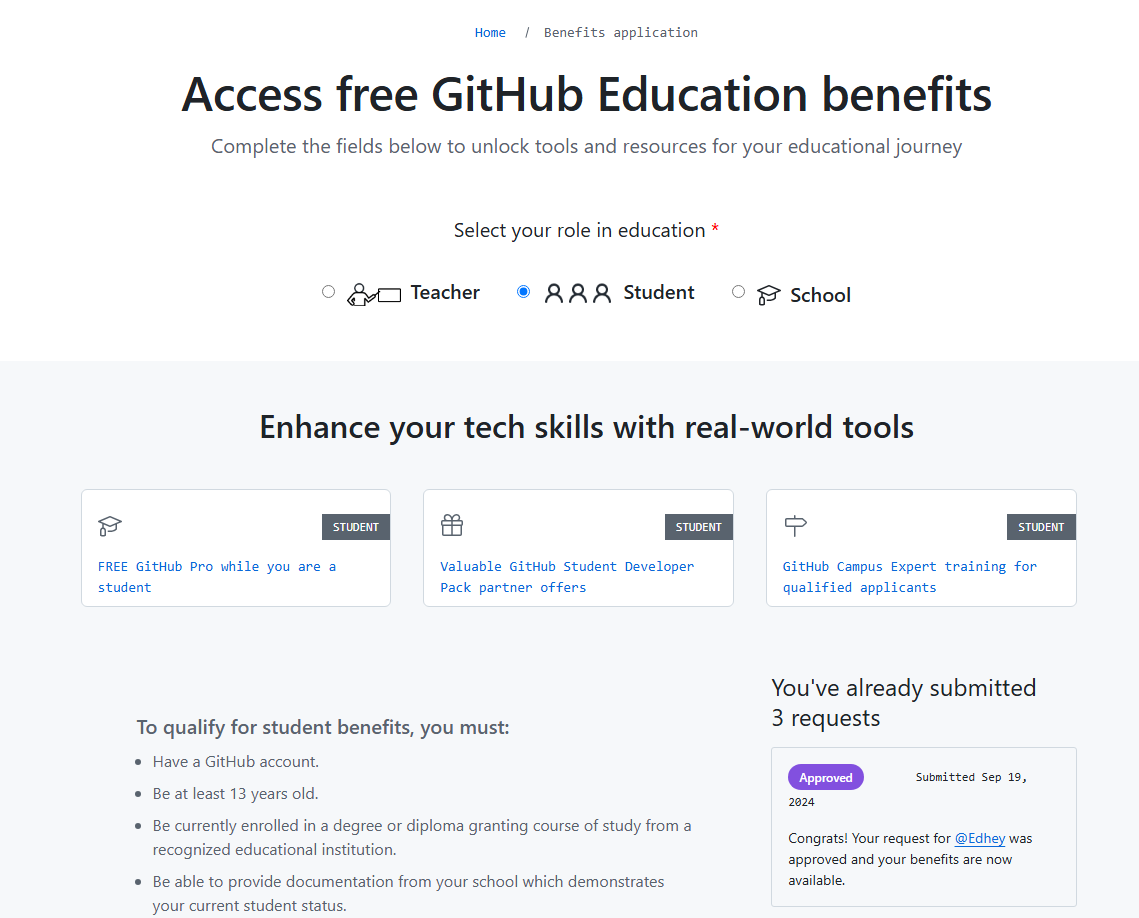 Home / Benefits application
Access free GitHub Education benefits
Complete the fields below to unlock tools and resources for your educational journey
Select your role in education *
Teacher
Student
School
Enhance your tech skills with real-world tools
STUDENT
FREE GitHub Pro while you are a
student
STUDENT
Valuable GitHub Student Developer
Pack partner offers
STUDENT
GitHub Campus Expert training for
qualified applicants
To qualify for student benefits, you must:
Have a GitHub account.
Be at least 13 years old.
Be currently enrolled in a degree or diploma granting course of study from a
recognized educational institution.
Be able to provide documentation from your school which demonstrates
your current student status.
You've already submitted
3 requests
Approved Submitted Sep 19,
2024
Congrats! Your request for @Edhey was
approved and your benefits are now
available.